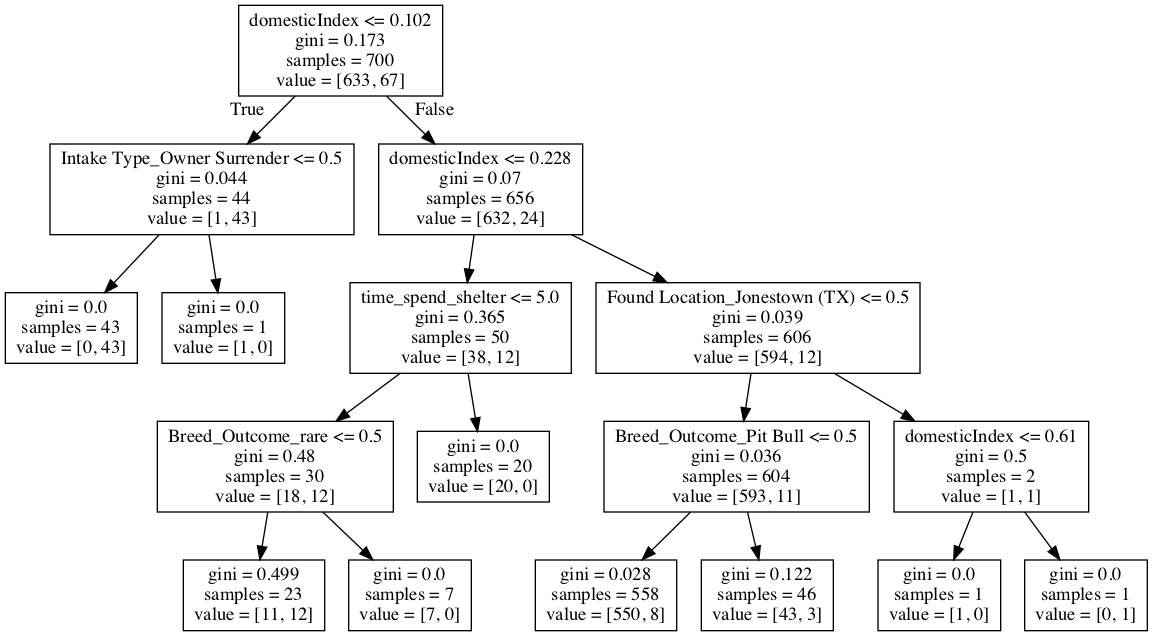 domesticIndex <= 0.102
gini = 0.173
samples = 700
value = [633, 67]
True
False
Intake Type_Owner Surrender <= 0.5
gini = 0.044
samples = 44
value = [1, 43]
domesticIndex <= 0.228
gini = 0.07
samples = 656
value = [632, 24]
gini = 0.0
samples = 43
value = [0, 43]
gini = 0.0
samples = 1
value = [1, 0]
time_spend_shelter <= 5.0
gini = 0.365
samples = 50
value = [38, 12]
Found Location_Jonestown (TX) <= 0.5
gini = 0.039
samples = 606
value = [594, 12]
Breed_Outcome_rare <= 0.5
gini = 0.48
samples = 30
value = [18, 12]
gini = 0.0
samples = 20
value = [20, 0]
Breed_Outcome_Pit Bull <= 0.5
gini = 0.036
samples = 604
value = [593, 11]
domesticIndex <= 0.61
gini = 0.5
samples = 2
value = [1, 1]
gini = 0.499
samples = 23
value = [11, 12]
gini = 0.0
samples = 7
value = [7, 0]
gini = 0.028
samples = 558
value = [550, 8]
gini = 0.122
samples = 46
value = [43, 3]
gini = 0.0
samples = 1
value = [1, 0]
gini = 0.0
samples = 1
value = [0, 1]